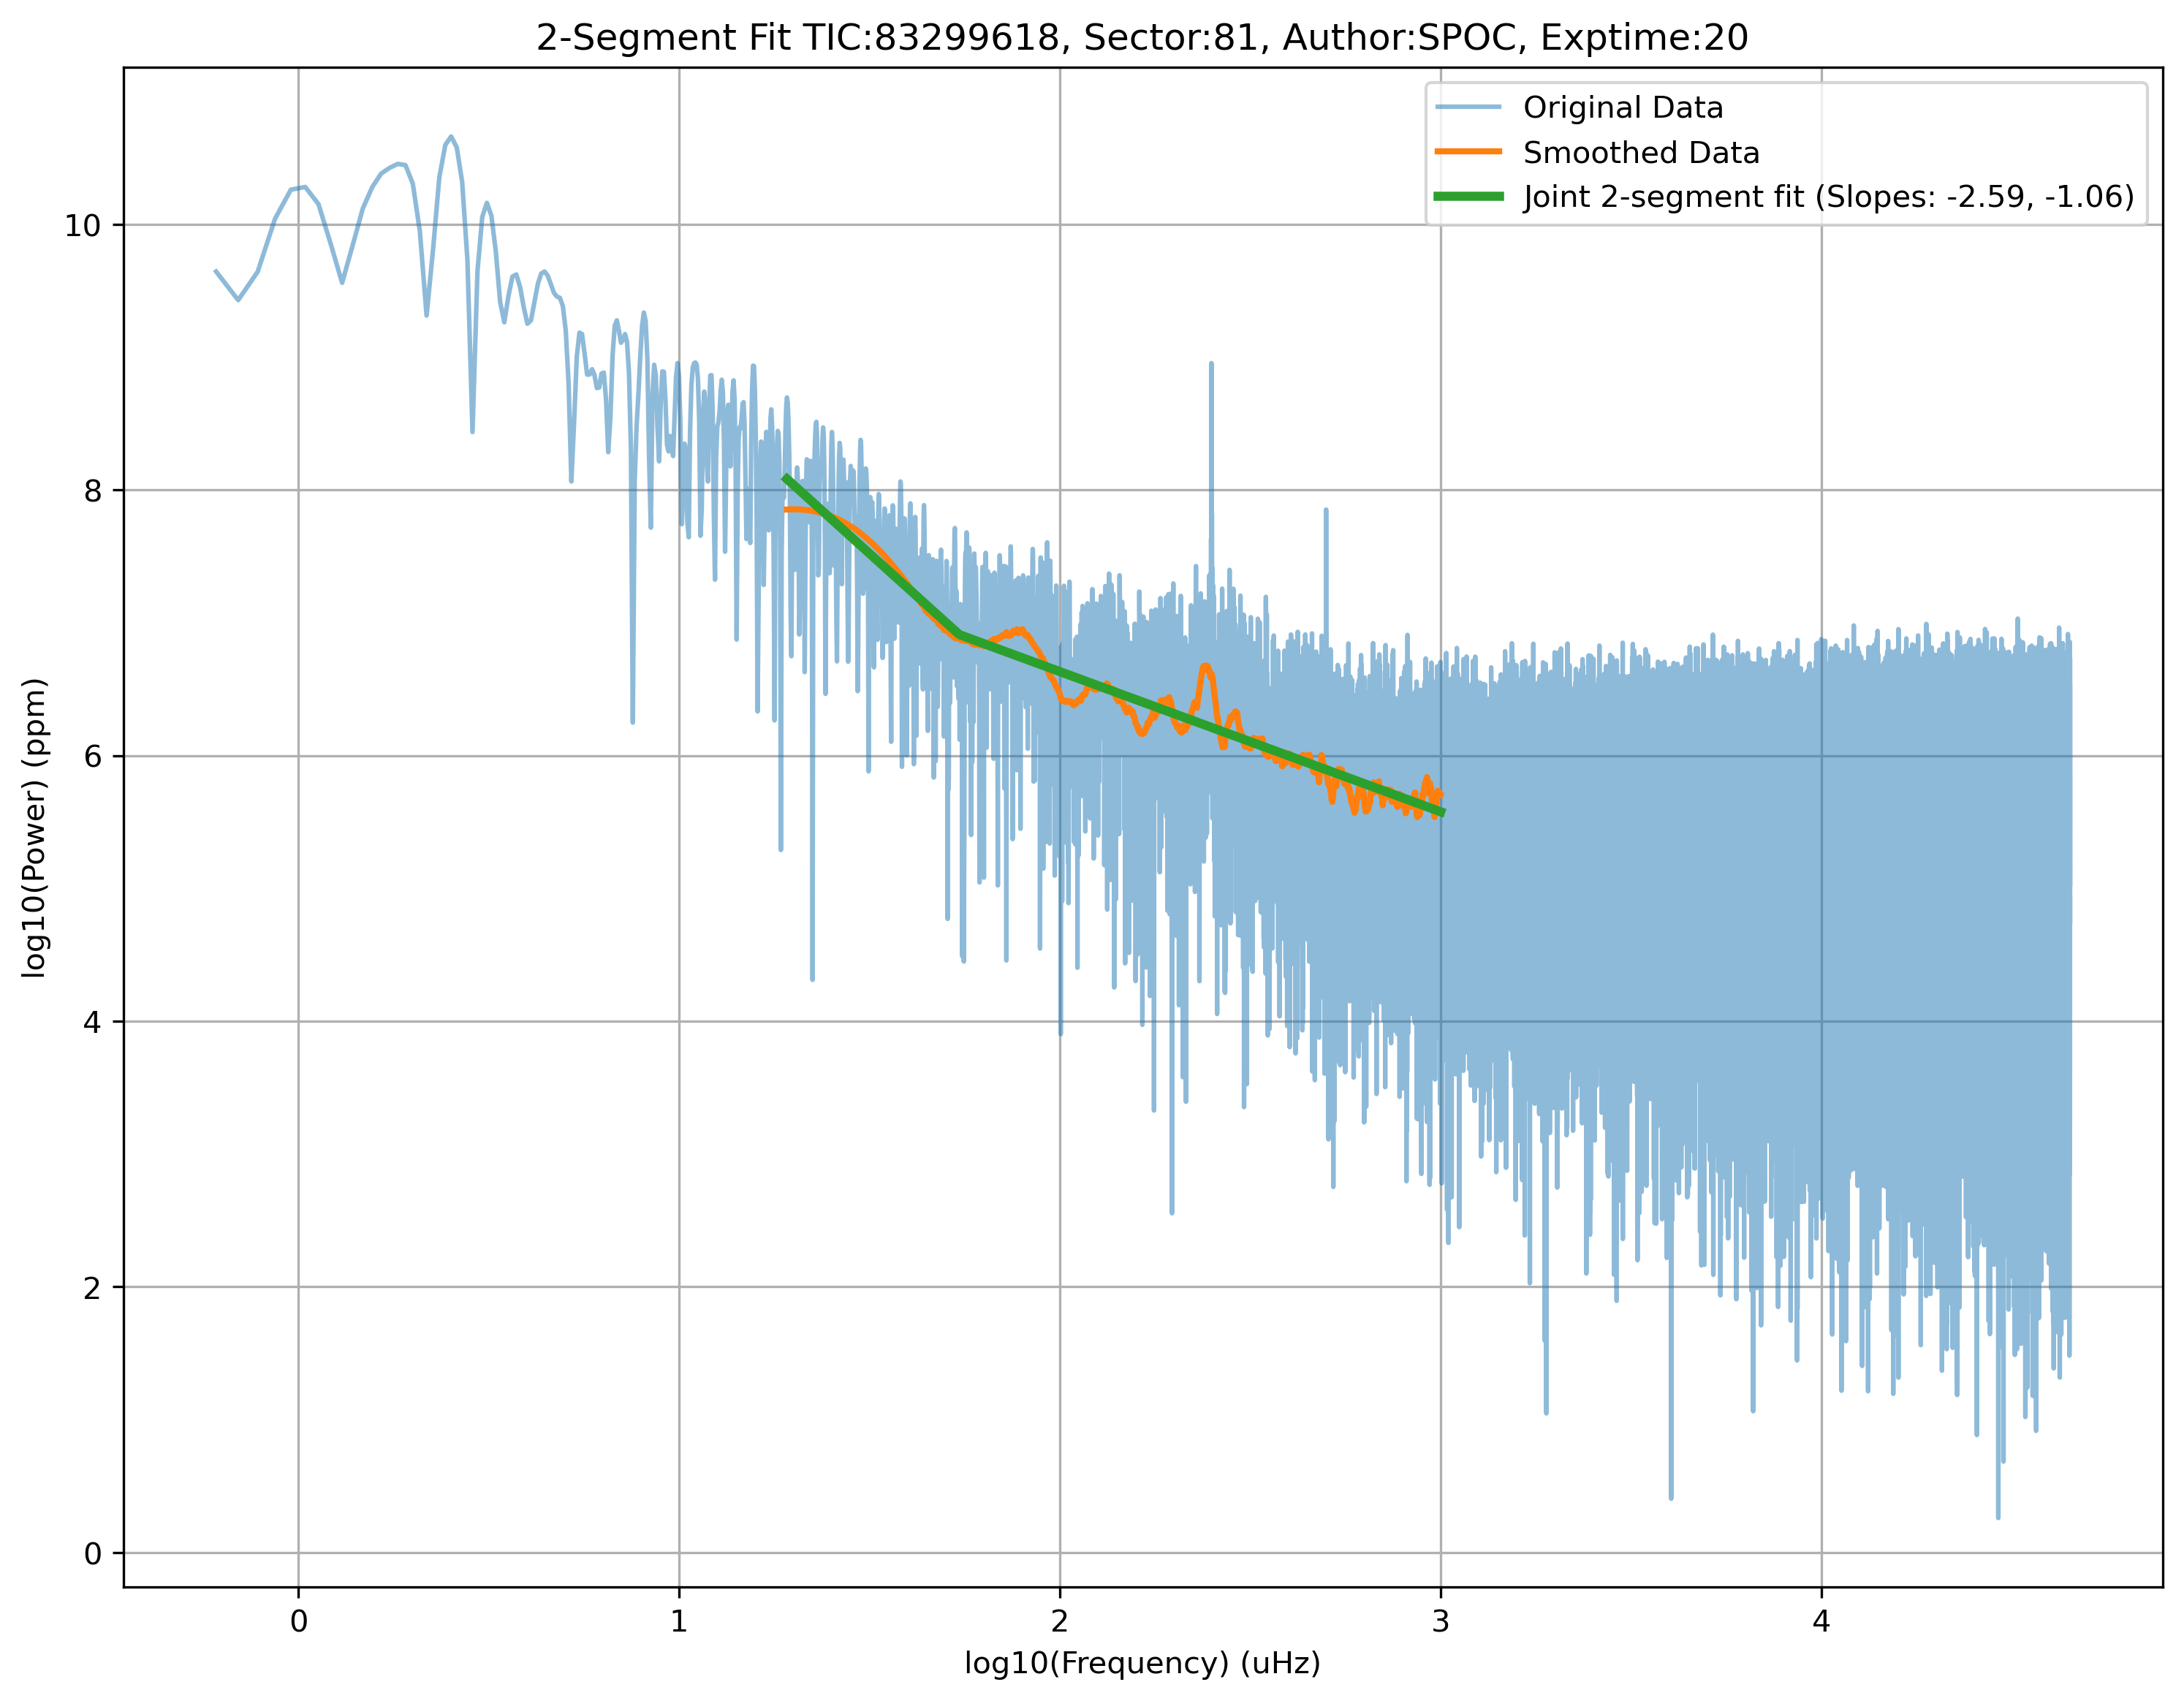 2-Segment Fit TIC:83299618, Sector:81, Author:SPOC, Exptime:20
Original Data
Smoothed Data
Joint 2-segment fit (Slopes: -2.59, -1.06)
log10(Power) (ppm)
10
8
6
4
2
0
0 1 2 3 4
log10(Frequency) (uHz)